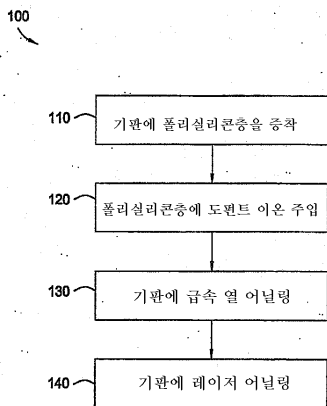 100
110 기판에 폴리실리콘층을 증착
120 폴리실리콘층에 도펀트 이온 주입
130 기판에 급속 열 어닐링
140 기판에 레이저 어닐링